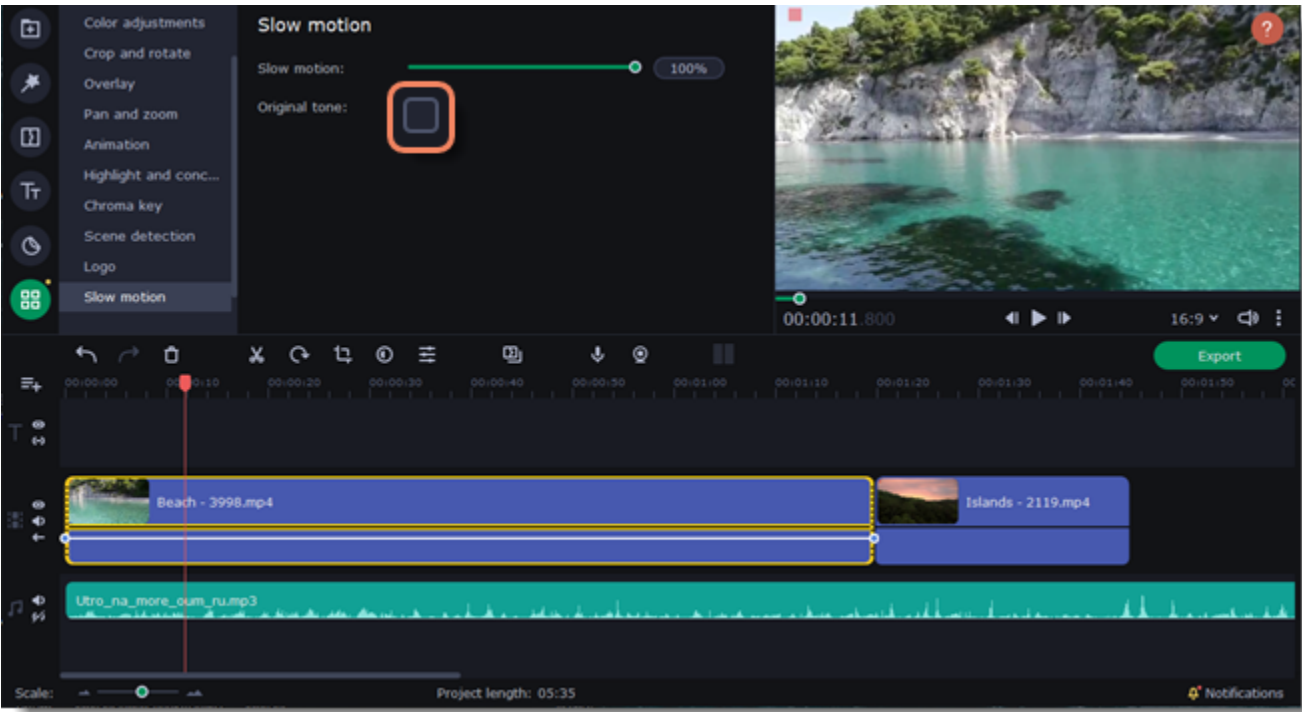 Color adjustments
Crop and rotate
Overlay
Pan and zoom
Animation
Highlight and conc...
Chroma key
Scene detection
Logo
Slow motion
Tт
Slow motion
Slow motion:
100%
Original tone:
?
00:00:11.800
16:9
Export
00:00:00
00:00:20
00:00:30
00:00:40
00:00:50
00:01:00
00:01:10
00:01:20
00:01:30
00:01:40
00:01:50
T
Beach - 3998.mp4
Islands - 2119.mp4
Utro_na_more_oum_ru.mp3
Scale:
Project length: 05:35
Notifications